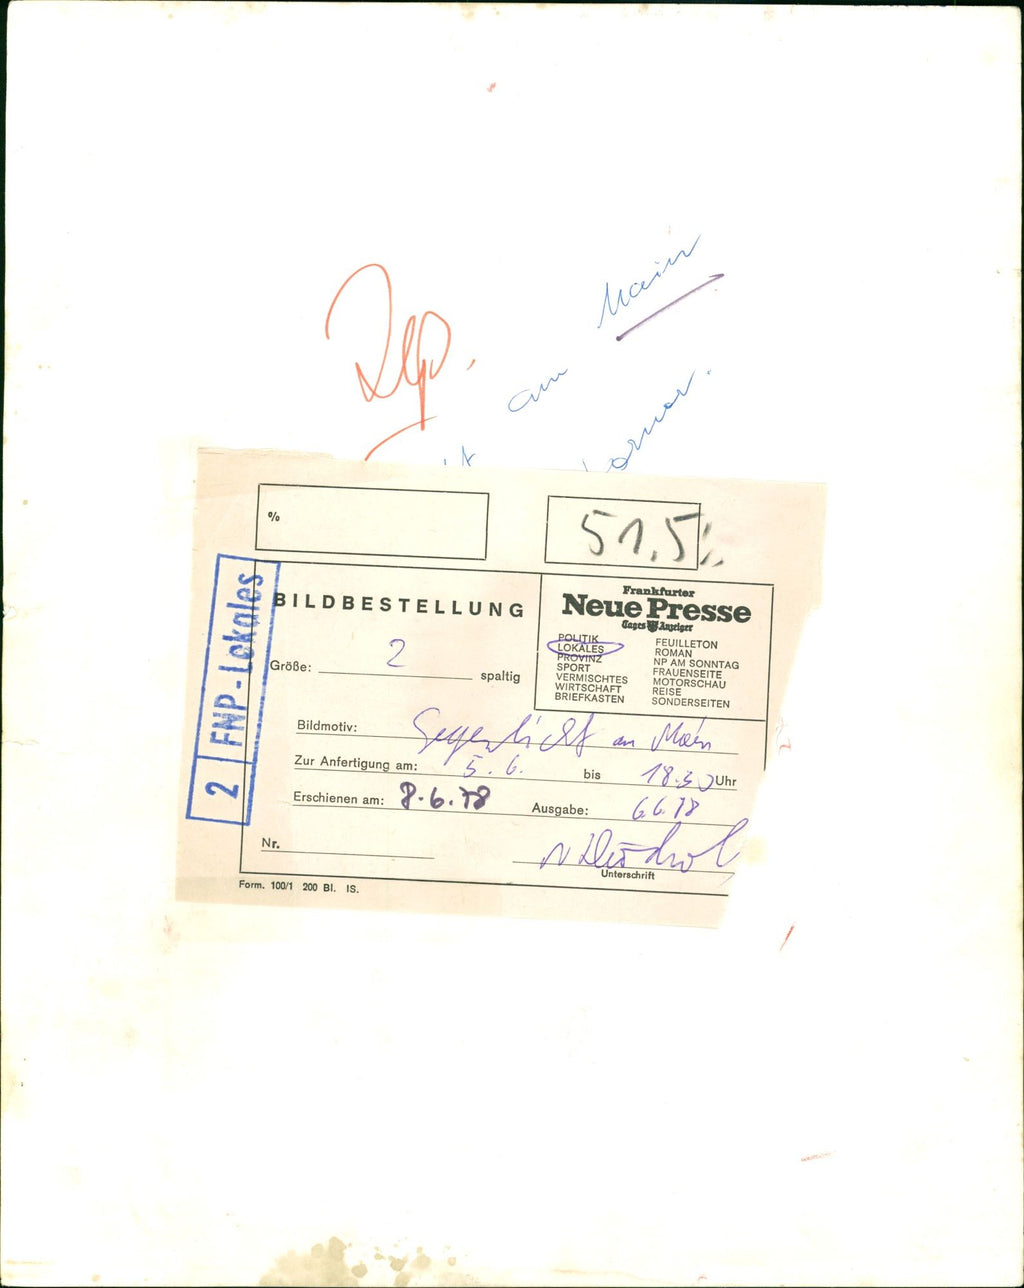 Main
am
%
51,5%
BILDBESTELLUNG
Größe: 2 spaltig
Frankfurter
Neue Presse
Tages Anzeiger
POLITIK
LOKALES
PROVINZ
SPORT
VERMISCHTES
WIRTSCHAFT
BRIEFKASTEN
FEUILLETON
ROMAN
NP AM SONNTAG
FRAUENSEITE
MOTORSCHAU
REISE
SONDERSEITEN
2 FNP-Lokales
Bildmotiv: Gegenlicht am Main
Zur Anfertigung am: 5.6. bis 18.30 Uhr
Erschienen am: 8.6.78 Ausgabe: 6.6.78
Nr.
Unterschrift
Form. 100/1 200 Bl. IS.